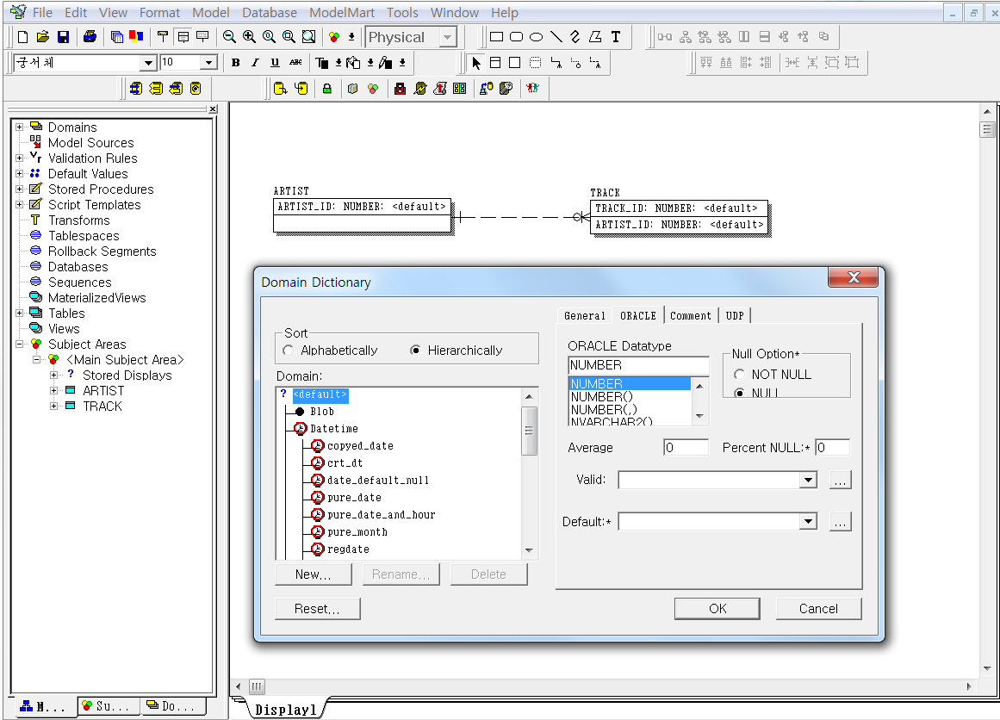 File Edit View Format Model Database ModelMart Tools Window Help
Physical
T
궁서체 10 B I U ABC
Domains
Model Sources
Validation Rules
Default Values
Stored Procedures
Script Templates
Transforms
Tablespaces
Rollback Segments
Databases
Sequences
MaterializedViews
Tables
Views
Subject Areas
<Main Subject Area>
Stored Displays
ARTIST
TRACK
M... Su... Do...
ARTIST
ARTIST_ID: NUMBER: <default>
TRACK
TRACK_ID: NUMBER: <default>
ARTIST_ID: NUMBER: <default>
Domain Dictionary
Sort
Alphabetically Hierarchically
Domain:
<default>
Blob
Datetime
copyed_date
crt_dt
date_default_null
pure_date
pure_date_and_hour
pure_month
regdate
New... Rename... Delete
Reset...
General ORACLE Comment UDP
ORACLE Datatype
NUMBER
NUMBER
NUMBER()
NUMBER(,)
NVARCHAR2()
Null Option*
NOT NULL
NULL
Average 0 Percent NULL:* 0
Valid: ...
Default:* ...
OK Cancel
Display1